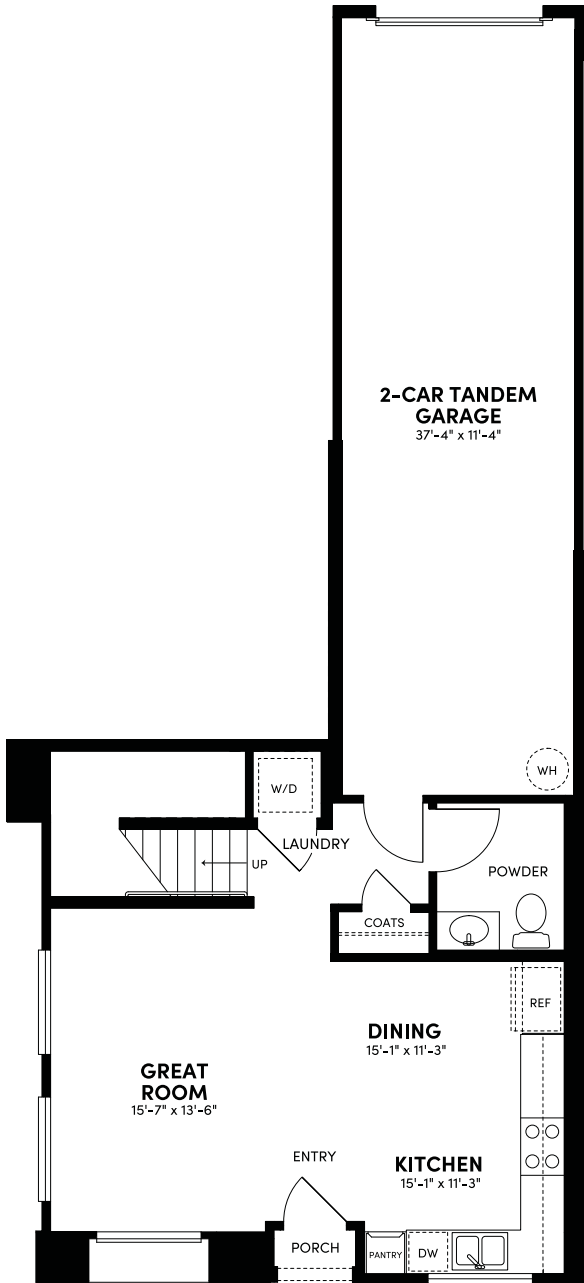 2-CAR TANDEM
GARAGE
37'-4" x 11'-4"
WH
W/D
LAUNDRY
UP
POWDER
COATS
REF
DINING
15'-1" x 11'-3"
GREAT
ROOM
15'-7" x 13'-6"
ENTRY
KITCHEN
15'-1" x 11'-3"
PORCH
PANTRY
DW